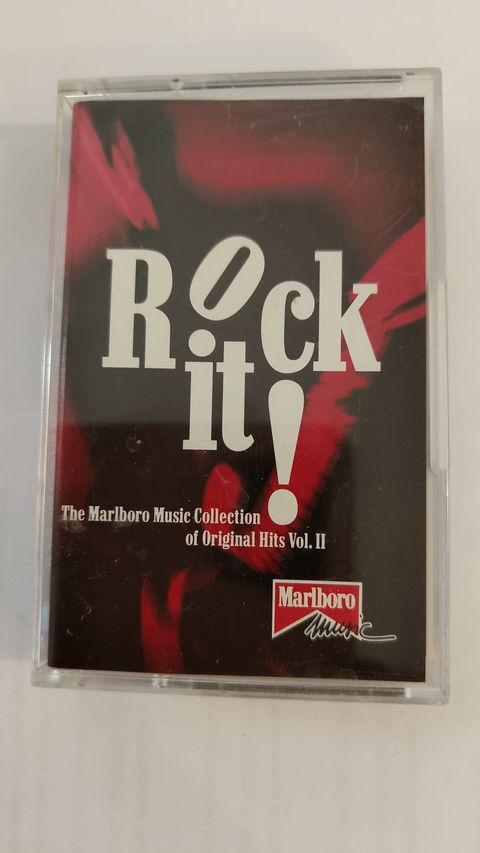 Rock
it!
The Marlboro Music Collection
of Original Hits Vol. II
Marlboro
Music